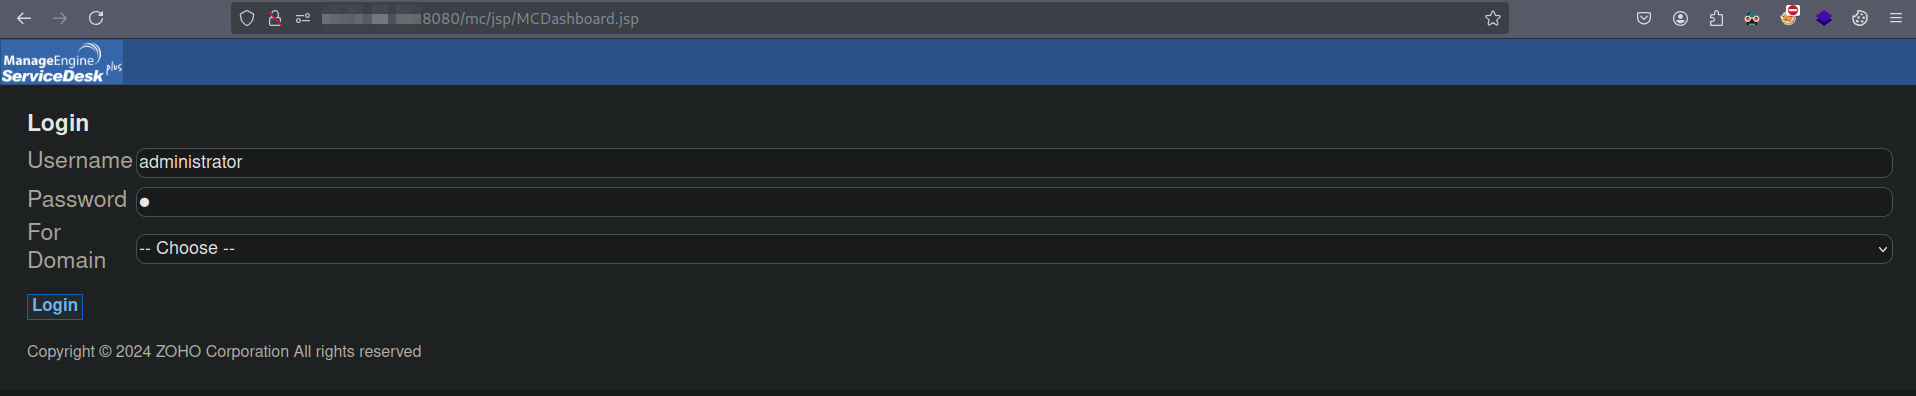 8080/mc/jsp/MCDashboard.jsp
ManageEngine
ServiceDesk plus
Login
Username administrator
Password ●
For Domain -- Choose --
Login
Copyright © 2024 ZOHO Corporation All rights reserved